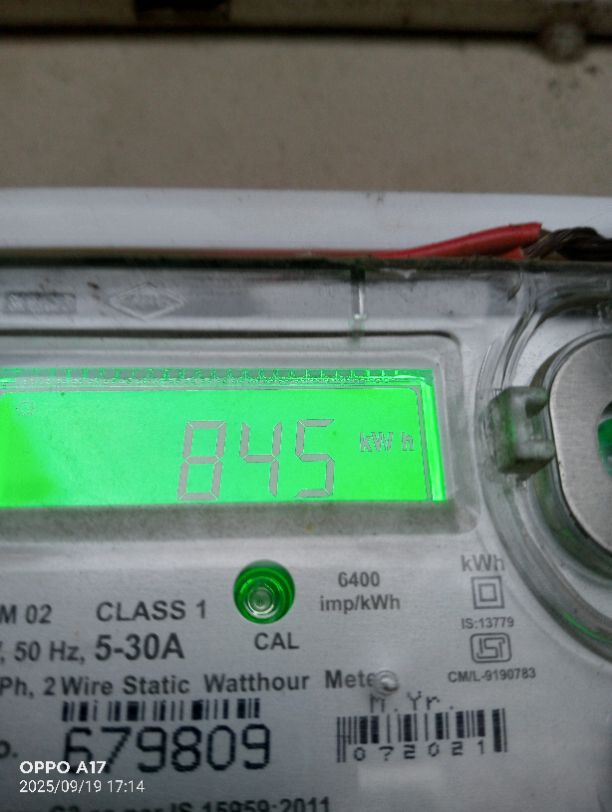 845 kWh
kWh
6400
imp/kWh
IS:13779
CM/L-9190783
M 02 CLASS 1
CAL
, 50 Hz, 5-30A
Ph, 2 Wire Static Watthour Meter
M.Yr.
679809
072021
IS 15959:2011
OPPO A17
2025/09/19 17:14